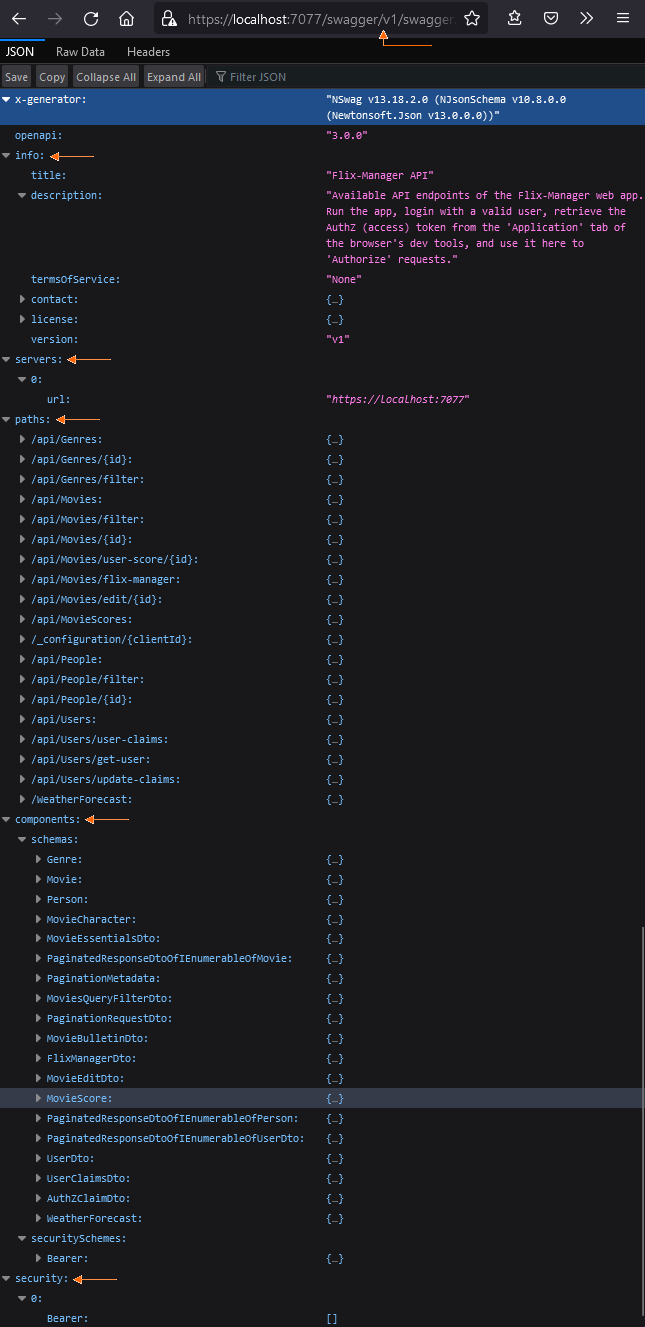 https://localhost:7077/swagger/v1/swagger.
JSON Raw Data Headers
Save Copy Collapse All Expand All Filter JSON
x-generator: "NSwag v13.18.2.0 (NJsonSchema v10.8.0.0
(Newtonsoft.Json v13.0.0.0))"
openapi: "3.0.0"
info:
title: "Flix-Manager API"
description: "Available API endpoints of the Flix-Manager web app.
Run the app, login with a valid user, retrieve the
AuthZ (access) token from the 'Application' tab of
the browser's dev tools, and use it here to
'Authorize' requests."
termsOfService: "None"
contact: {…}
license: {…}
version: "v1"
servers:
0:
url: "https://localhost:7077"
paths:
/api/Genres: {…}
/api/Genres/{id}: {…}
/api/Genres/filter: {…}
/api/Movies: {…}
/api/Movies/filter: {…}
/api/Movies/{id}: {…}
/api/Movies/user-score/{id}: {…}
/api/Movies/flix-manager: {…}
/api/Movies/edit/{id}: {…}
/api/MovieScores: {…}
/_configuration/{clientId}: {…}
/api/People: {…}
/api/People/filter: {…}
/api/People/{id}: {…}
/api/Users: {…}
/api/Users/user-claims: {…}
/api/Users/get-user: {…}
/api/Users/update-claims: {…}
/WeatherForecast: {…}
components:
schemas:
Genre: {…}
Movie: {…}
Person: {…}
MovieCharacter: {…}
MovieEssentialsDto: {…}
PaginatedResponseDtoOfIEnumerableOfMovie: {…}
PaginationMetadata: {…}
MoviesQueryFilterDto: {…}
PaginationRequestDto: {…}
MovieBulletinDto: {…}
FlixManagerDto: {…}
MovieEditDto: {…}
MovieScore: {…}
PaginatedResponseDtoOfIEnumerableOfPerson: {…}
PaginatedResponseDtoOfIEnumerableOfUserDto: {…}
UserDto: {…}
UserClaimsDto: {…}
AuthZClaimDto: {…}
WeatherForecast: {…}
securitySchemes:
Bearer: {…}
security:
0:
Bearer: []